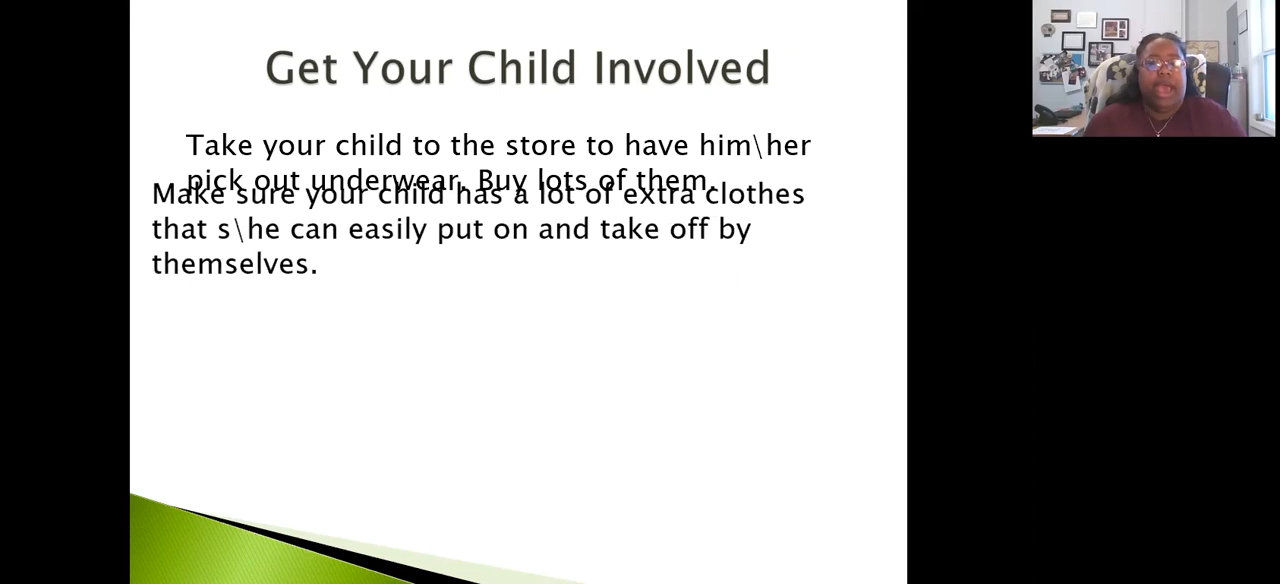 Get Your Child Involved
Take your child to the store to have him\her
pick out underwear. Buy lots of them.
Make sure your child has a lot of extra clothes
that s\he can easily put on and take off by
themselves.